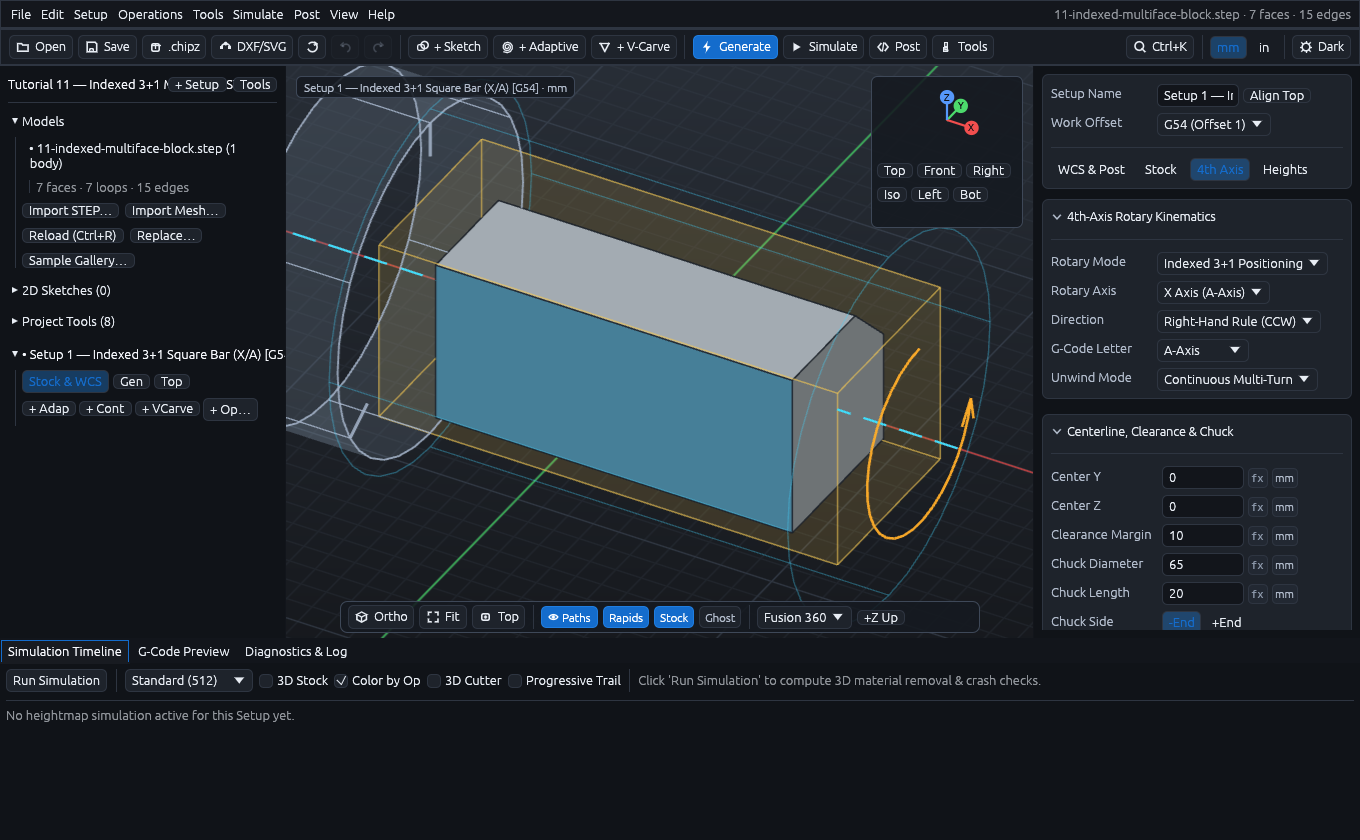 File Edit Setup Operations Tools Simulate Post View Help
11-indexed-multiface-block.step · 7 faces · 15 edges
Open Save .chipz DXF/SVG + Sketch + Adaptive + V-Carve Generate Simulate Post Tools Ctrl+K mm in Dark
Tutorial 11 — Indexed 3+1 + Setup S Tools
Models
• 11-indexed-multiface-block.step (1
body)
7 faces · 7 loops · 15 edges
Import STEP... Import Mesh...
Reload (Ctrl+R) Replace...
Sample Gallery...
2D Sketches (0)
Project Tools (8)
• Setup 1 — Indexed 3+1 Square Bar (X/A) [G54
Stock & WCS Gen Top
+ Adap + Cont + VCarve + Op...
Setup 1 — Indexed 3+1 Square Bar (X/A) [G54] · mm
Z
Y
X
Top Front Right
Iso Left Bot
Ortho Fit Top Paths Rapids Stock Ghost Fusion 360 +Z Up
Setup Name Setup 1 — Ir Align Top
Work Offset G54 (Offset 1)
WCS & Post Stock 4th Axis Heights
4th-Axis Rotary Kinematics
Rotary Mode Indexed 3+1 Positioning
Rotary Axis X Axis (A-Axis)
Direction Right-Hand Rule (CCW)
G-Code Letter A-Axis
Unwind Mode Continuous Multi-Turn
Centerline, Clearance & Chuck
Center Y 0 fx mm
Center Z 0 fx mm
Clearance Margin 10 fx mm
Chuck Diameter 65 fx mm
Chuck Length 20 fx mm
Chuck Side -End +End
Simulation Timeline G-Code Preview Diagnostics & Log
Run Simulation Standard (512) 3D Stock Color by Op 3D Cutter Progressive Trail Click 'Run Simulation' to compute 3D material removal & crash checks.
No heightmap simulation active for this Setup yet.